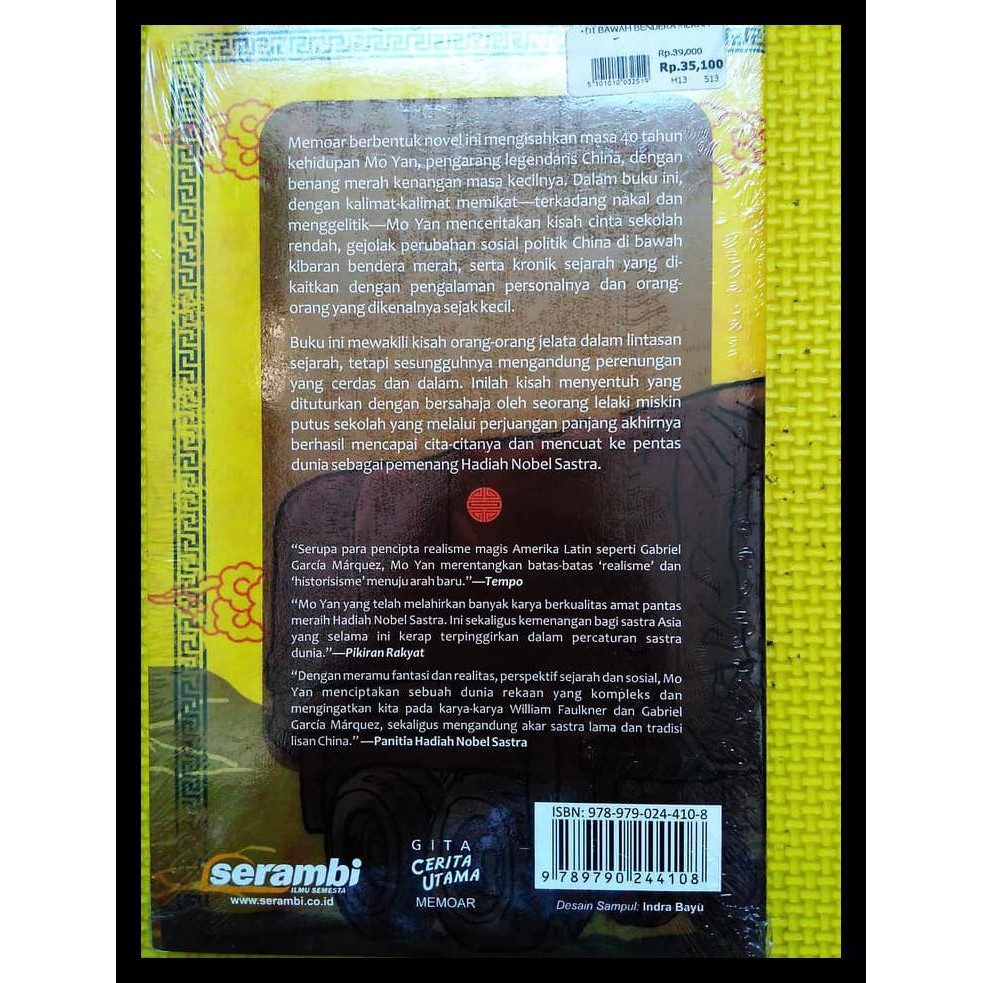 DI BAWAH BENDERA MERAH
Rp.39,000
Rp.35,100
H13 513
Memoar berbentuk novel ini mengisahkan masa 40 tahun
kehidupan Mo Yan, pengarang legendaris China, dengan
benang merah kenangan masa kecilnya. Dalam buku ini,
dengan kalimat-kalimat memikat—terkadang nakal dan
menggelitik—Mo Yan menceritakan kisah cinta sekolah
rendah, gejolak perubahan sosial politik China di bawah
kibaran bendera merah, serta kronik sejarah yang di-
kaitkan dengan pengalaman personalnya dan orang-
orang yang dikenalnya sejak kecil.
Buku ini mewakili kisah orang-orang jelata dalam lintasan
sejarah, tetapi sesungguhnya mengandung perenungan
yang cerdas dan dalam. Inilah kisah menyentuh yang
dituturkan dengan bersahaja oleh seorang lelaki miskin
putus sekolah yang melalui perjuangan panjang akhirnya
berhasil mencapai cita-citanya dan mencuat ke pentas
dunia sebagai pemenang Hadiah Nobel Sastra.
“Serupa para pencipta realisme magis Amerika Latin seperti Gabriel
García Márquez, Mo Yan merentangkan batas-batas ‘realisme’ dan
‘historisisme’ menuju arah baru.”—Tempo
“Mo Yan yang telah melahirkan banyak karya berkualitas amat pantas
meraih Hadiah Nobel Sastra. Ini sekaligus kemenangan bagi sastra Asia
yang selama ini kerap terpinggirkan dalam percaturan sastra
dunia.”—Pikiran Rakyat
“Dengan meramu fantasi dan realitas, perspektif sejarah dan sosial, Mo
Yan menciptakan sebuah dunia rekaan yang kompleks dan
mengingatkan kita pada karya-karya William Faulkner dan Gabriel
García Márquez, sekaligus mengandung akar sastra lama dan tradisi
lisan China.” —Panitia Hadiah Nobel Sastra
ISBN: 978-979-024-410-8
9 789790 244108
Desain Sampul: Indra Bayu
GITA
CERITA
UTAMA
MEMOAR
serambi
ILMU SEMESTA
www.serambi.co.id